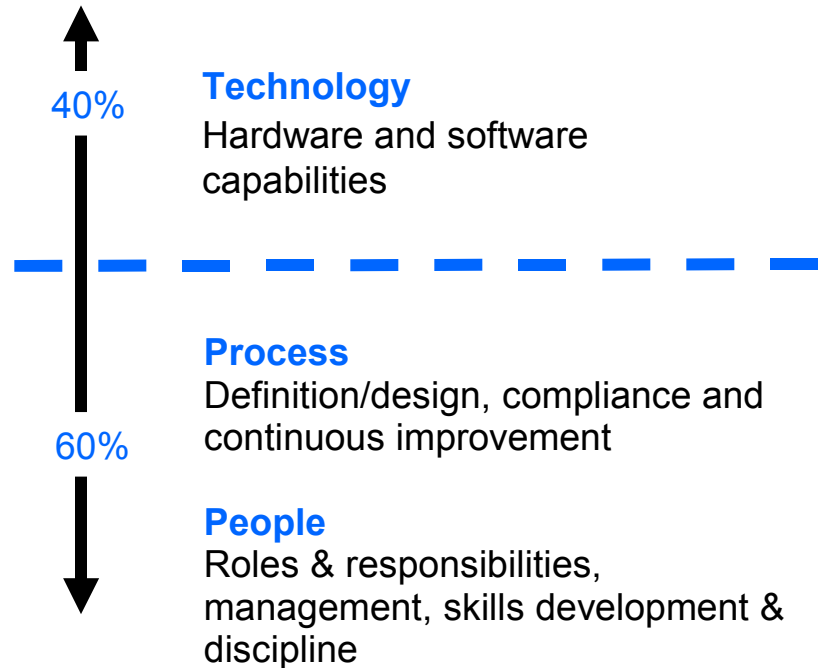 40%
Technology
Hardware and software
capabilities
Process
Definition/design, compliance and
continuous improvement
60%
People
Roles & responsibilities,
management, skills development &
discipline